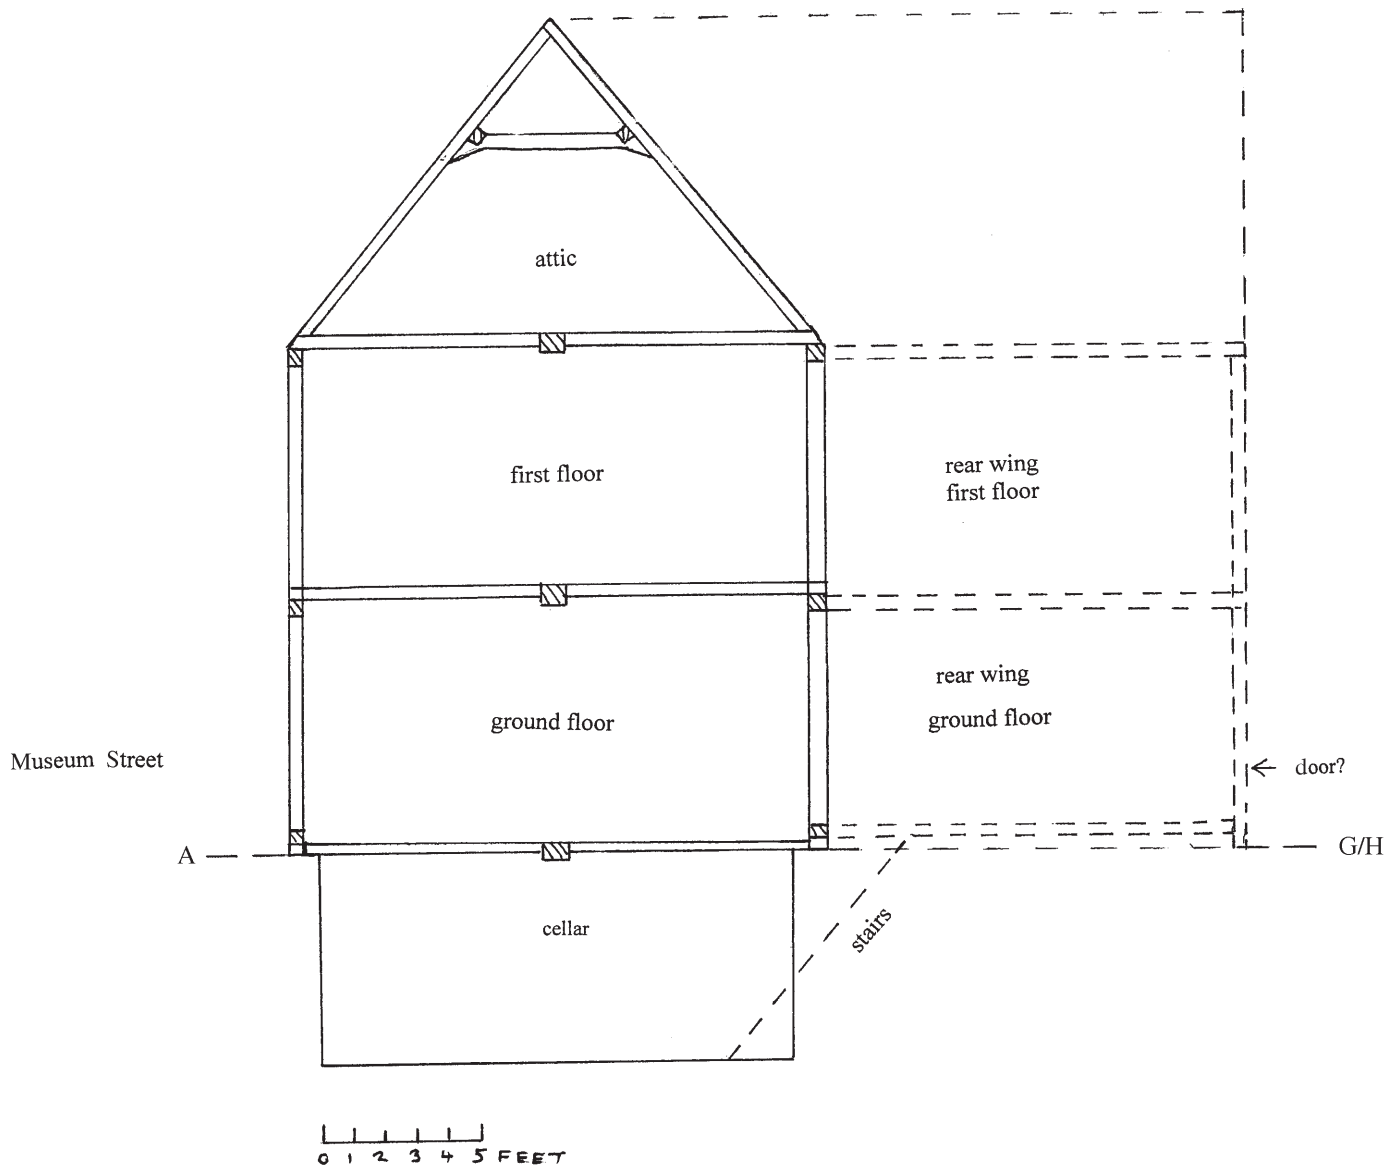 attic
first floor
rear wing
first floor
rear wing
ground floor
ground floor
Museum Street
door?
A
G/H
cellar
stairs
0 1 2 3 4 5 FEET